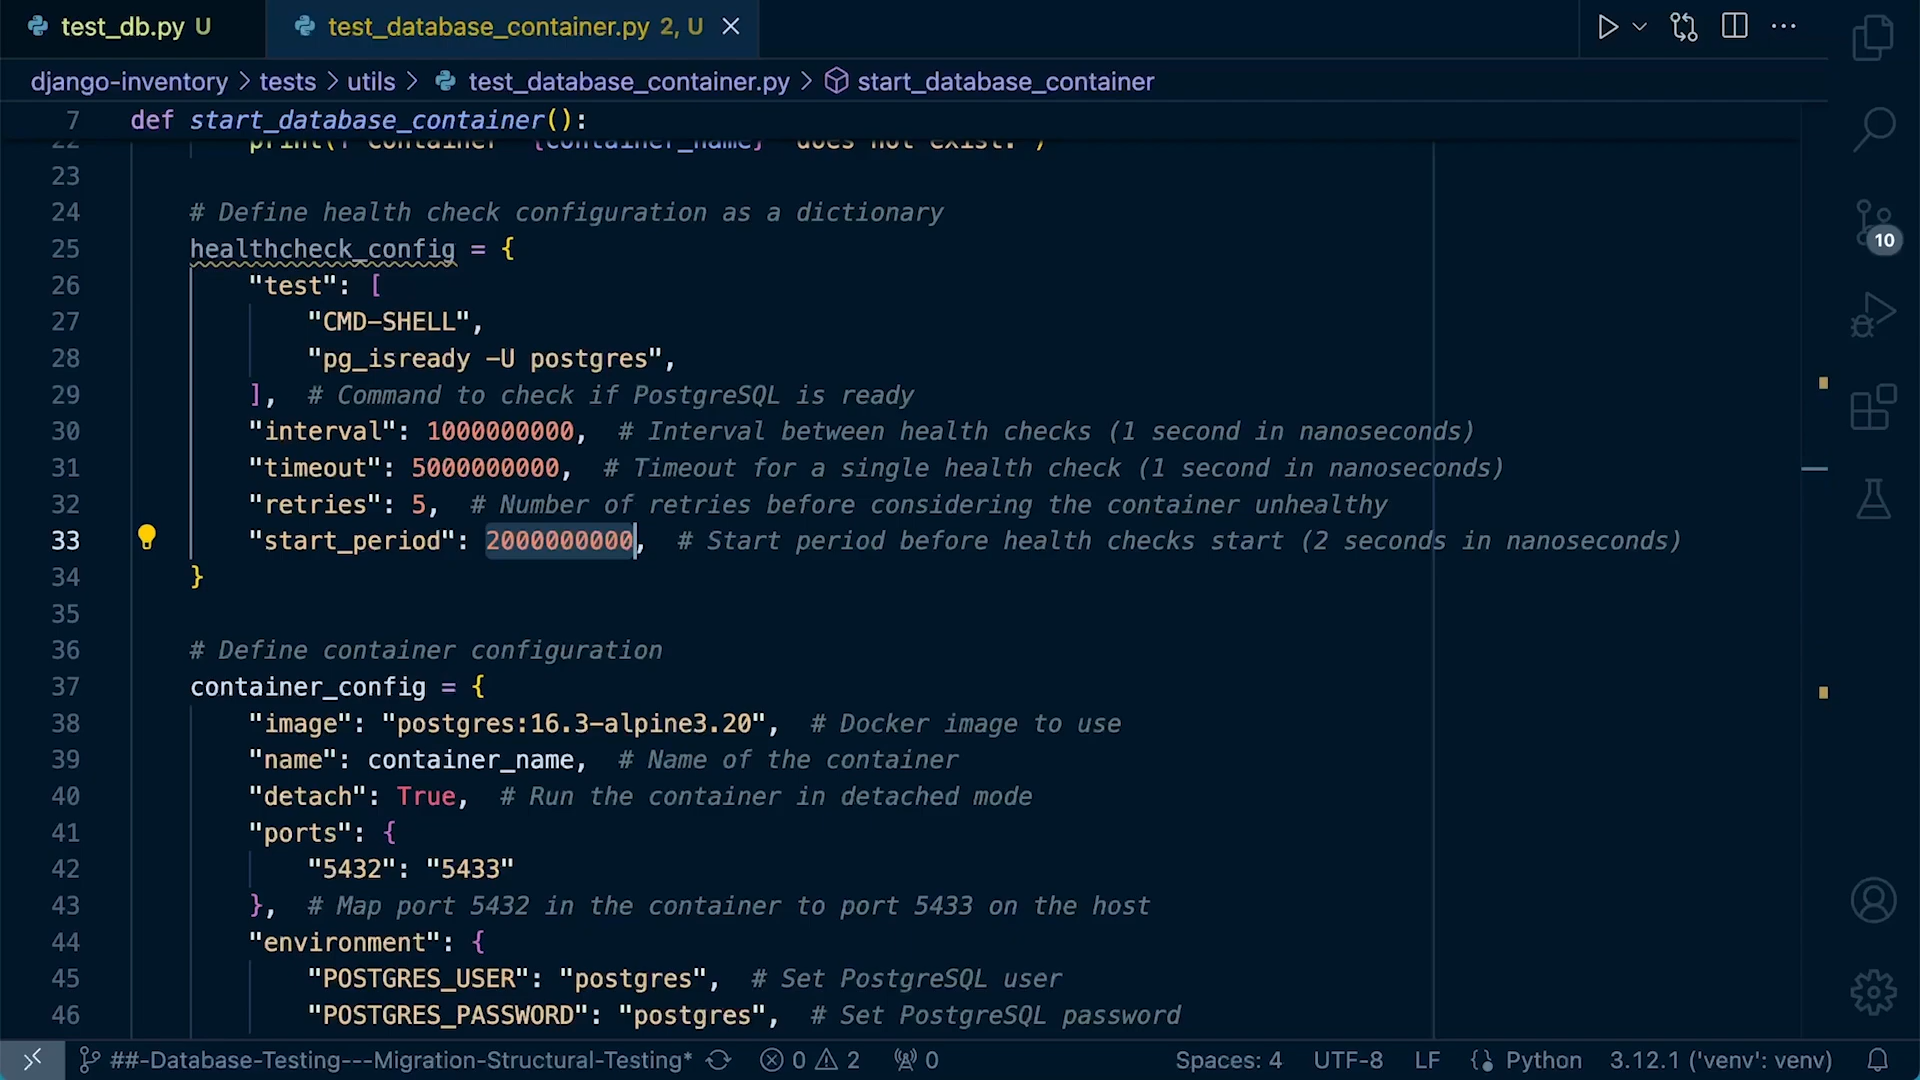 test_db.py U
test_database_container.py 2, U
django-inventory > tests > utils > test_database_container.py > start_database_container
7 def start_database_container():
22 print(f"Container '{container_name}' does not exist.")
23
24 # Define health check configuration as a dictionary
25 healthcheck_config = {
26 "test": [
27 "CMD-SHELL",
28 "pg_isready -U postgres",
29 ], # Command to check if PostgreSQL is ready
30 "interval": 1000000000, # Interval between health checks (1 second in nanoseconds)
31 "timeout": 5000000000, # Timeout for a single health check (1 second in nanoseconds)
32 "retries": 5, # Number of retries before considering the container unhealthy
33 "start_period": 2000000000, # Start period before health checks start (2 seconds in nanoseconds)
34 }
35
36 # Define container configuration
37 container_config = {
38 "image": "postgres:16.3-alpine3.20", # Docker image to use
39 "name": container_name, # Name of the container
40 "detach": True, # Run the container in detached mode
41 "ports": {
42 "5432": "5433"
43 }, # Map port 5432 in the container to port 5433 on the host
44 "environment": {
45 "POSTGRES_USER": "postgres", # Set PostgreSQL user
46 "POSTGRES_PASSWORD": "postgres", # Set PostgreSQL password
10
##-Database-Testing---Migration-Structural-Testing* 0 2 0 Spaces: 4 UTF-8 LF Python 3.12.1 ('venv': venv)